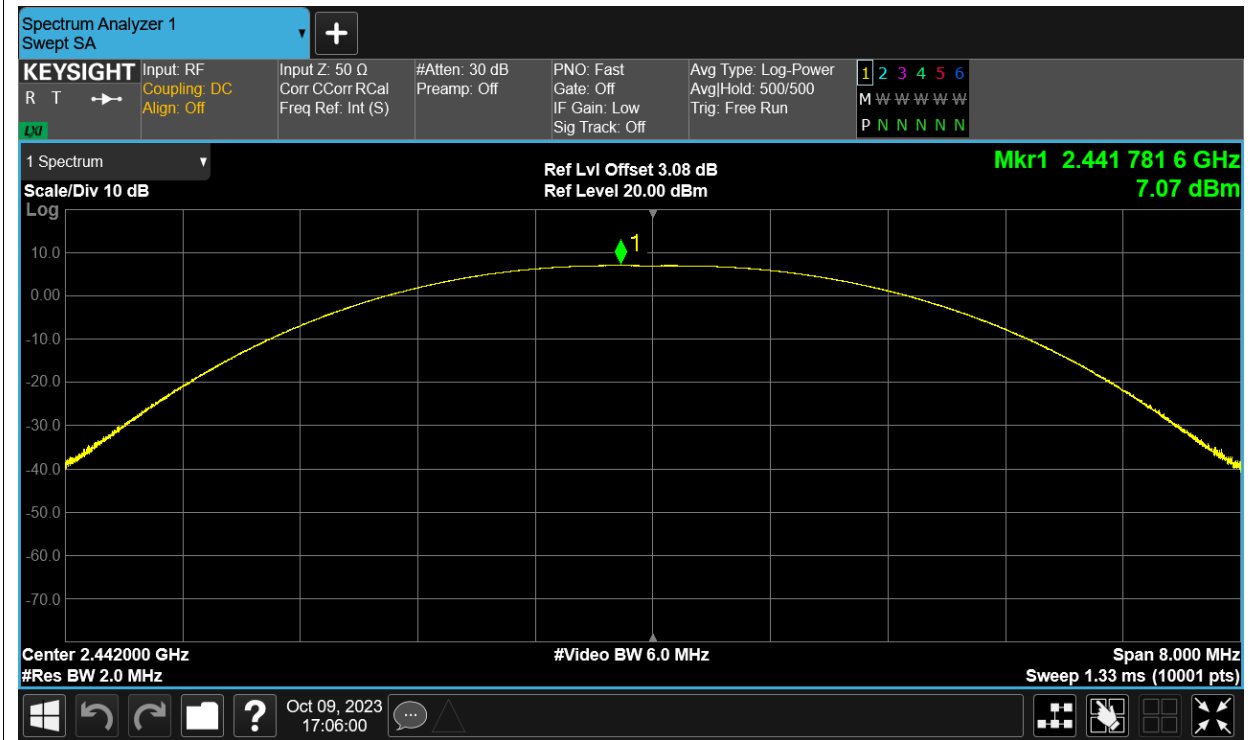 Spectrum Analyzer 1
Swept SA
KEYSIGHT
R T
LXI
Input: RF
Coupling: DC
Align: Off
Input Z: 50 Ω
Corr CCorr RCal
Freq Ref: Int (S)
#Atten: 30 dB
Preamp: Off
PNO: Fast
Gate: Off
IF Gain: Low
Sig Track: Off
Avg Type: Log-Power
Avg|Hold: 500/500
Trig: Free Run
1 2 3 4 5 6
M W W W W W
P N N N N N
1 Spectrum
Scale/Div 10 dB
Log
Ref Lvl Offset 3.08 dB
Ref Level 20.00 dBm
Mkr1 2.441 781 6 GHz
7.07 dBm
1
10.0
0.00
-10.0
-20.0
-30.0
-40.0
-50.0
-60.0
-70.0
Center 2.442000 GHz
#Res BW 2.0 MHz
#Video BW 6.0 MHz
Span 8.000 MHz
Sweep 1.33 ms (10001 pts)
?
Oct 09, 2023
17:06:00